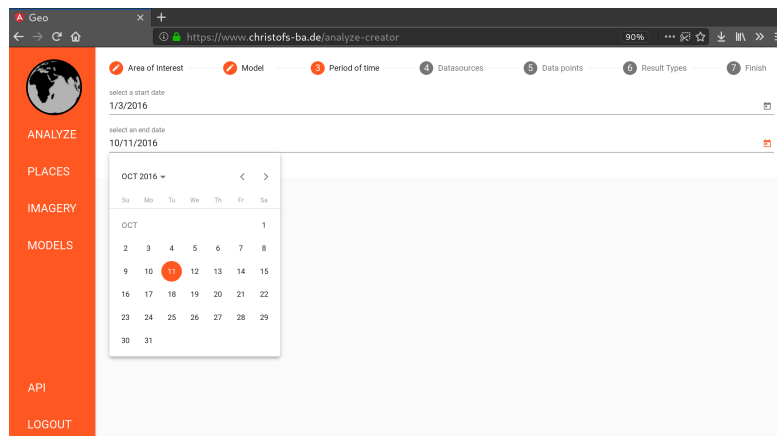 Geo
https://www.christofs-ba.de/analyze-creator 90%
Area of Interest Model 3 Period of time 4 Datasources 5 Data points 6 Result Types 7 Finish
select a start date
1/3/2016
ANALYZE
select an end date
10/11/2016
PLACES
IMAGERY
MODELS
API
LOGOUT
OCT 2016
Su Mo Tu We Th Fr Sa
OCT 1
2 3 4 5 6 7 8
9 10 11 12 13 14 15
16 17 18 19 20 21 22
23 24 25 26 27 28 29
30 31